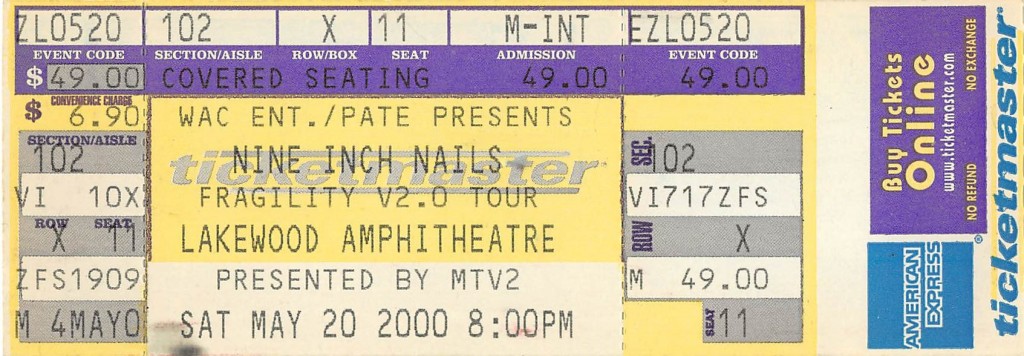 ZL0520 102 X 11 M-INT EZL0520
EVENT CODE SECTION/AISLE ROW/BOX SEAT ADMISSION EVENT CODE
$ 49.00 COVERED SEATING 49.00 49.00
CONVENIENCE CHARGE
$ 6.90 WAC ENT./PATE PRESENTS
SECTION/AISLE
102 NINE INCH NAILS SEC. 102
ticketmaster
VI 10X FRAGILITY V2.0 TOUR VI717ZFS
ROW SEAT
X 11 LAKEWOOD AMPHITHEATRE ROW X
ZFS1909 PRESENTED BY MTV2 M 49.00
M 4MAY0 SAT MAY 20 2000 8:00PM SEAT 11
Buy Tickets
Online
www.ticketmaster.com
NO REFUND NO EXCHANGE
AMERICAN
EXPRESS
®
ticketmaster